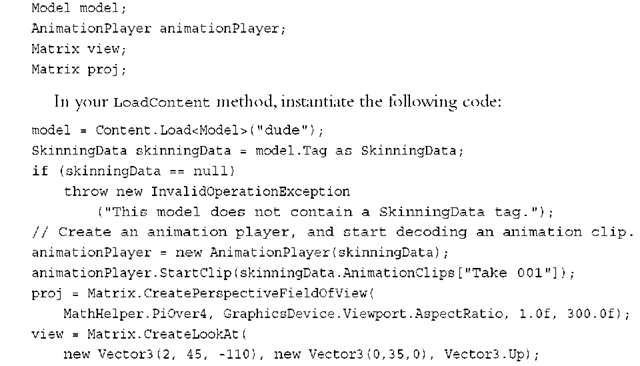 Model model;
AnimationPlayer animationPlayer;
Matrix view;
Matrix proj;
In your LoadContent method, instantiate the following code:
model = Content.Load<Model>("dude");
SkinningData skinningData = model.Tag as SkinningData;
if (skinningData == null)
throw new InvalidOperationException
("This model does not contain a SkinningData tag.");
// Create an animation player, and start decoding an animation clip.
animationPlayer = new AnimationPlayer(skinningData);
animationPlayer.StartClip(skinningData.AnimationClips["Take 001"]);
proj = Matrix.CreatePerspectiveFieldOfView(
MathHelper.PiOver4, GraphicsDevice.Viewport.AspectRatio, 1.0f, 300.0f);
view = Matrix.CreateLookAt(
new Vector3(2, 45, -110), new Vector3(0,35,0), Vector3.Up);